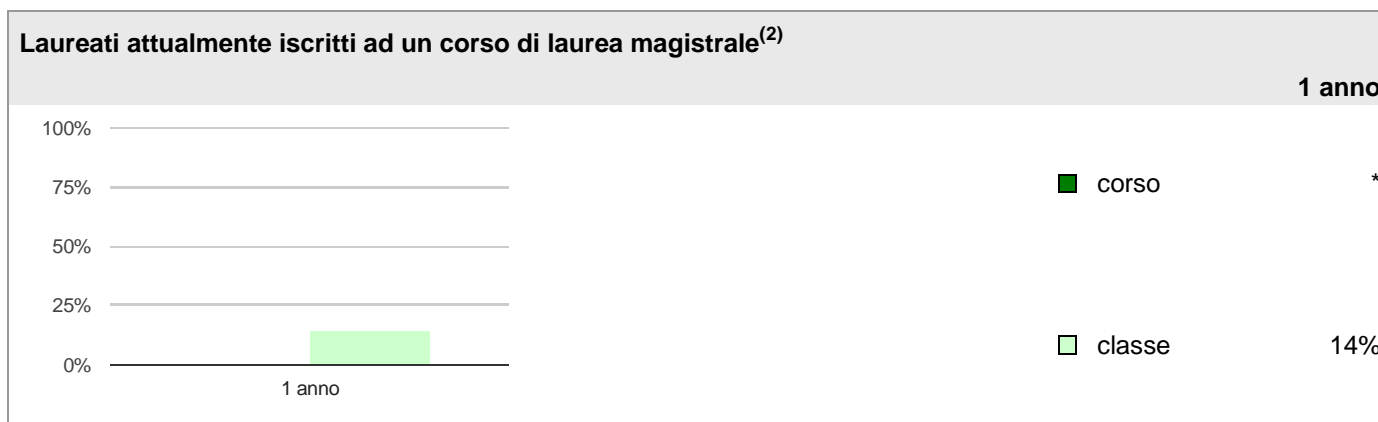 Laureati attualmente iscritti ad un corso di laurea magistrale(2)
1 anno
100%
75%
50%
25%
0%
1 anno
corso *
classe 14%